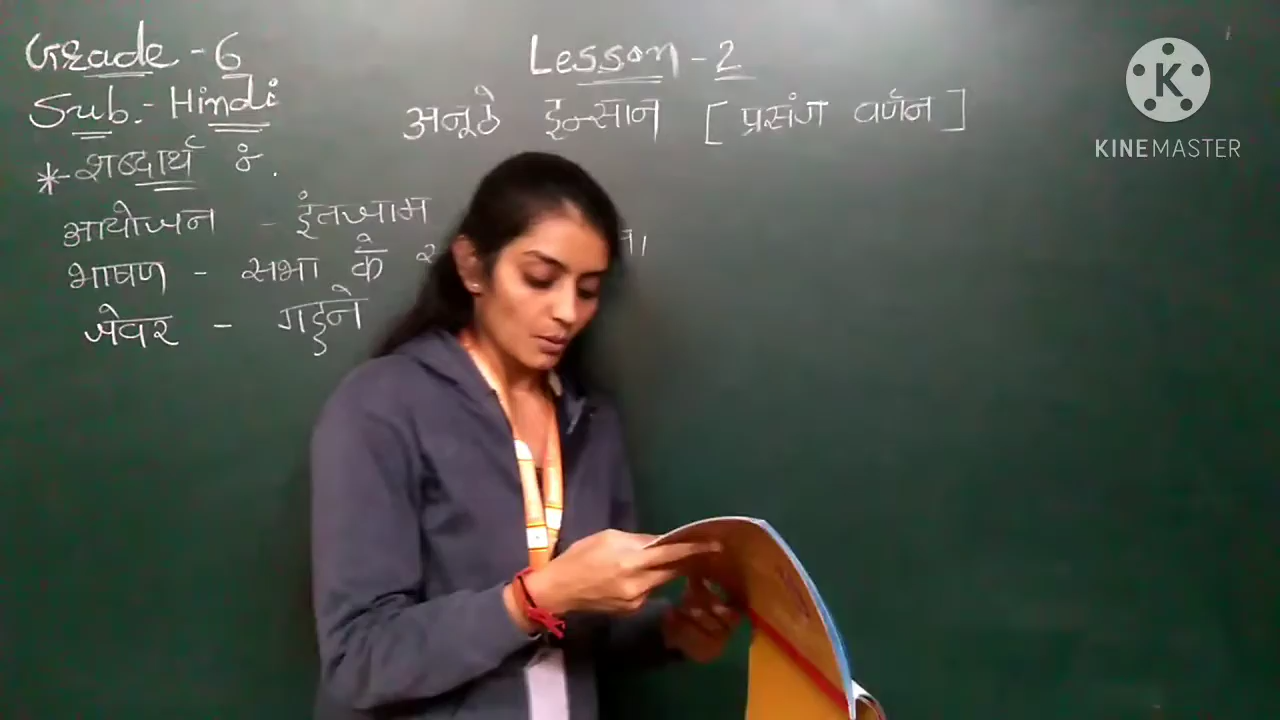 Grade - 6
Lesson - 2
Sub. - Hindi
अनूठे इन्सान [ प्रसंग वर्णन ]
* शब्दार्थ :-
आयोजन - इंतजाम
भाषण - सभा के
जेवर - गहने
KINEMASTER